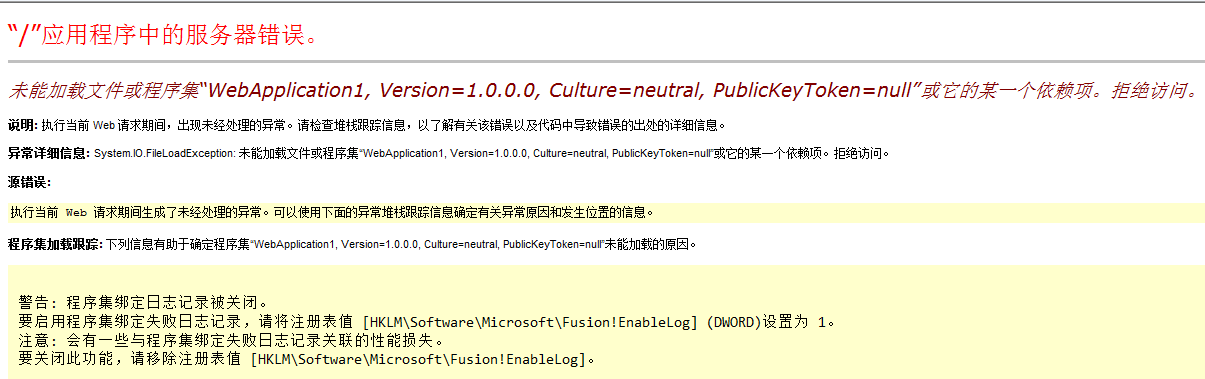 “/”应用程序中的服务器错误。
未能加载文件或程序集“WebApplication1, Version=1.0.0.0, Culture=neutral, PublicKeyToken=null”或它的某一个依赖项。拒绝访问。
说明: 执行当前 Web 请求期间，出现未经处理的异常。请检查堆栈跟踪信息，以了解有关该错误以及代码中导致错误的出处的详细信息。
异常详细信息: System.IO.FileLoadException: 未能加载文件或程序集“WebApplication1, Version=1.0.0.0, Culture=neutral, PublicKeyToken=null”或它的某一个依赖项。拒绝访问。
源错误:
执行当前 Web 请求期间生成了未经处理的异常。可以使用下面的异常堆栈跟踪信息确定有关异常原因和发生位置的信息。
程序集加载跟踪: 下列信息有助于确定程序集“WebApplication1, Version=1.0.0.0, Culture=neutral, PublicKeyToken=null”未能加载的原因。
警告: 程序集绑定日志记录被关闭。
要启用程序集绑定失败日志记录，请将注册表值 [HKLM\Software\Microsoft\Fusion!EnableLog] (DWORD)设置为 1。
注意: 会有一些与程序集绑定失败日志记录关联的性能损失。
要关闭此功能，请移除注册表值 [HKLM\Software\Microsoft\Fusion!EnableLog]。